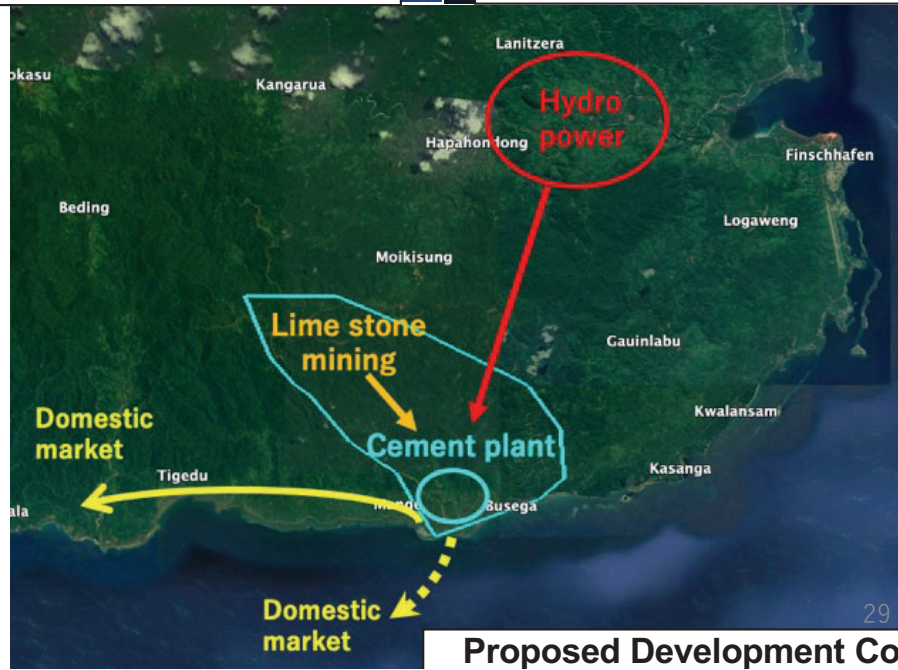 Lanitzera
okasu
Kangarua
Hydro
power
Hapahondong
Finschhafen
Beding
Logaweng
Moikisung
Lime stone
mining
Gauinlabu
Domestic
market
Kwalansam
Cement plant
Tigedu
Kasanga
ala
Busega
Domestic
market
29
Proposed Development Co